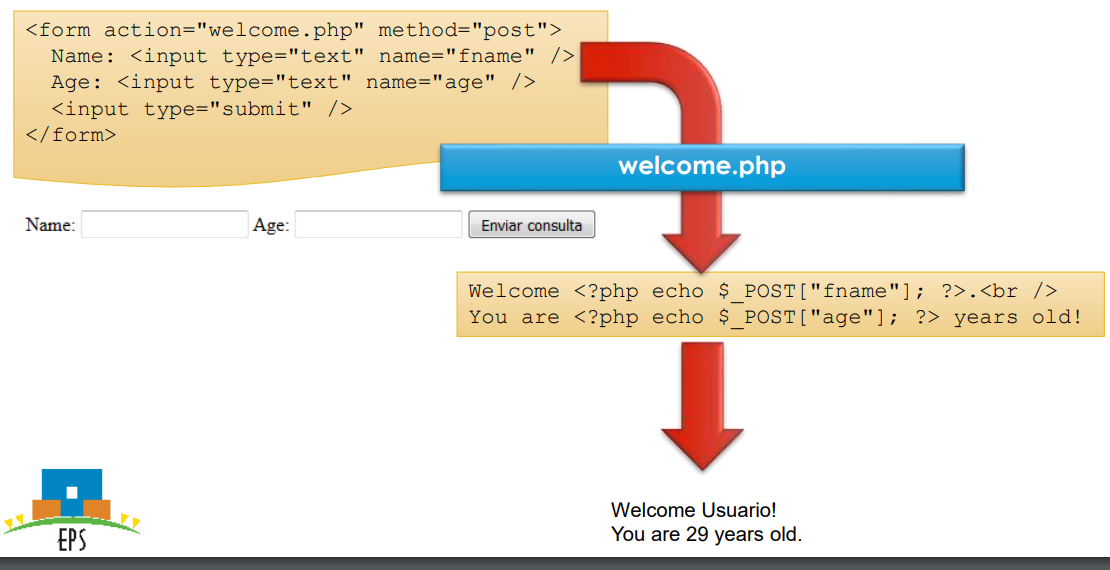 <form action="welcome.php" method="post">
Name: <input type="text" name="fname" />
Age: <input type="text" name="age" />
<input type="submit" />
</form>
welcome.php
Name: Age: Enviar consulta
Welcome <?php echo $_POST["fname"]; ?>.<br />
You are <?php echo $_POST["age"]; ?> years old!
Welcome Usuario!
You are 29 years old.
EPS